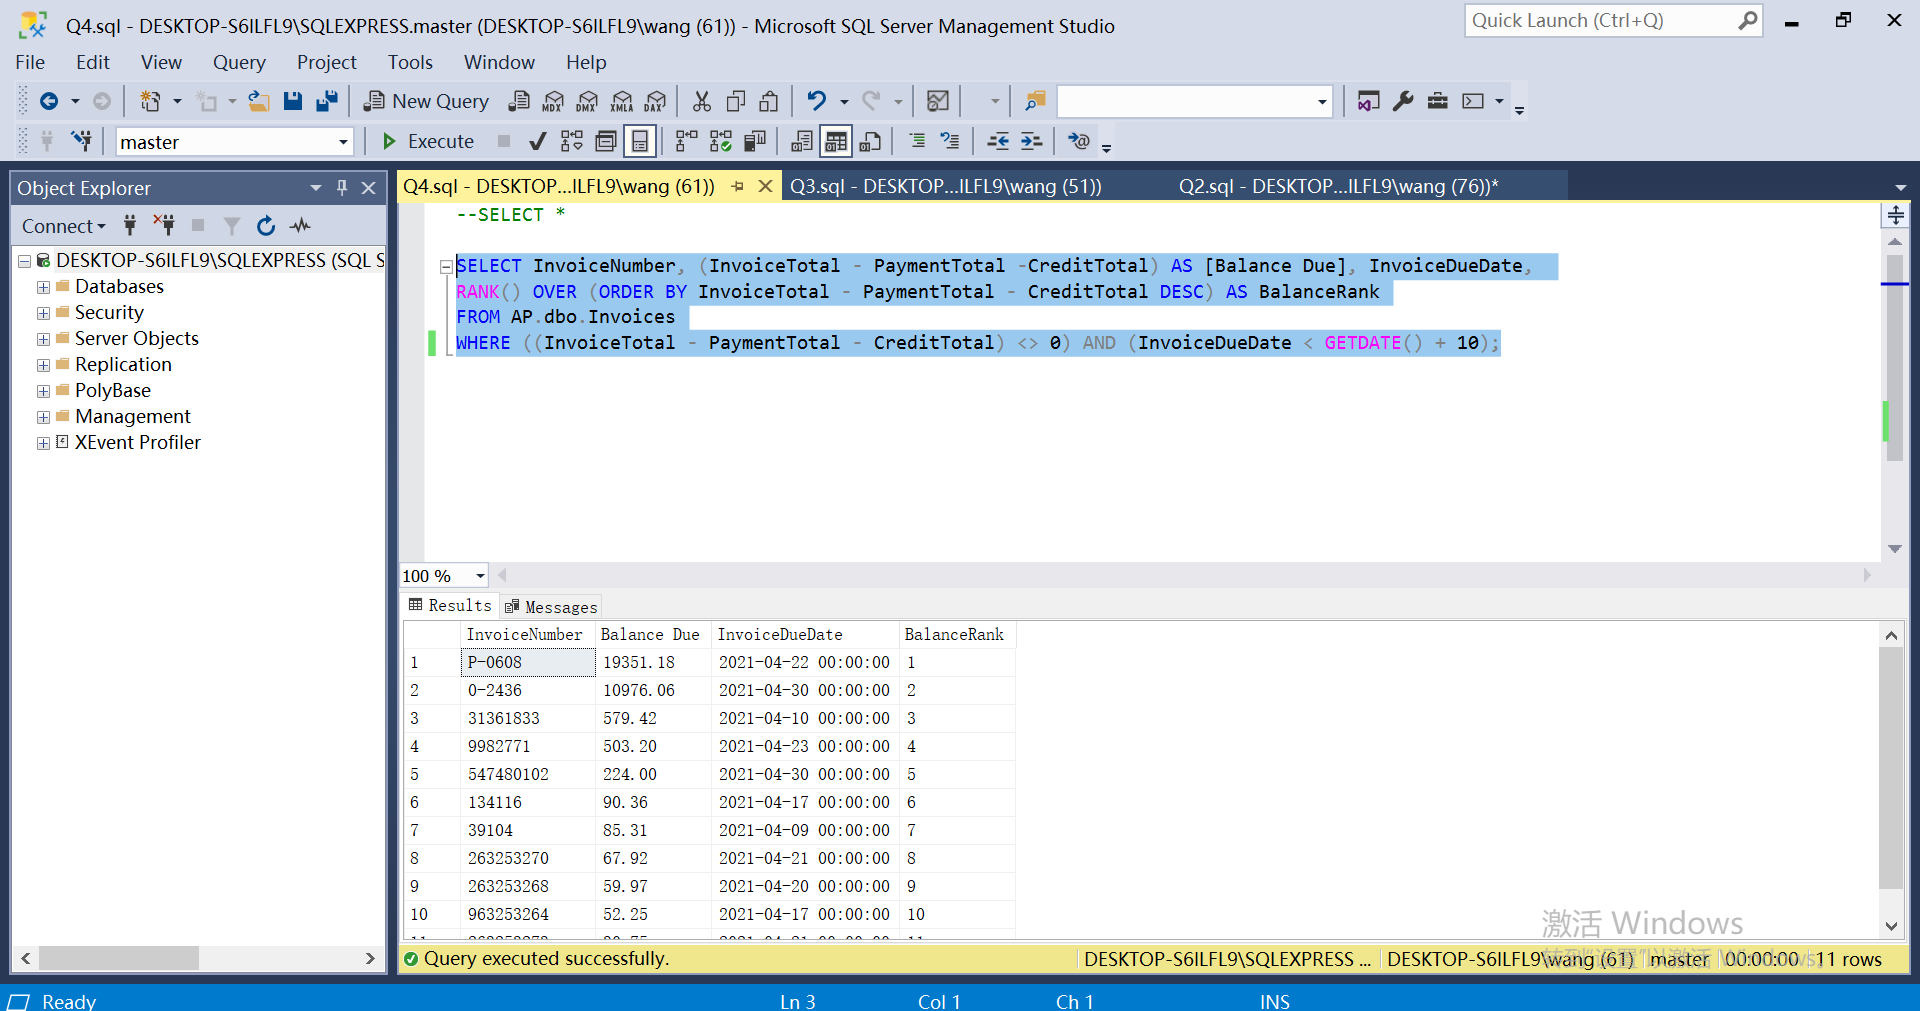 Q4.sql - DESKTOP-S6ILFL9\SQLEXPRESS.master (DESKTOP-S6ILFL9\wang (61)) - Microsoft SQL Server Management Studio
Quick Launch (Ctrl+Q)
File Edit View Query Project Tools Window Help
New Query MDX DMX XMLA DAX
master Execute
Object Explorer
Q4.sql - DESKTOP...ILFL9\wang (61)) Q3.sql - DESKTOP...ILFL9\wang (51)) Q2.sql - DESKTOP...ILFL9\wang (76))*
Connect
DESKTOP-S6ILFL9\SQLEXPRESS (SQL S
Databases
Security
Server Objects
Replication
PolyBase
Management
XEvent Profiler
--SELECT *
SELECT InvoiceNumber, (InvoiceTotal - PaymentTotal -CreditTotal) AS [Balance Due], InvoiceDueDate,
RANK() OVER (ORDER BY InvoiceTotal - PaymentTotal - CreditTotal DESC) AS BalanceRank
FROM AP.dbo.Invoices
WHERE ((InvoiceTotal - PaymentTotal - CreditTotal) <> 0) AND (InvoiceDueDate < GETDATE() + 10);
100 %
Results Messages
InvoiceNumber Balance Due InvoiceDueDate BalanceRank
1 P-0608 19351.18 2021-04-22 00:00:00 1
2 0-2436 10976.06 2021-04-30 00:00:00 2
3 31361833 579.42 2021-04-10 00:00:00 3
4 9982771 503.20 2021-04-23 00:00:00 4
5 547480102 224.00 2021-04-30 00:00:00 5
6 134116 90.36 2021-04-17 00:00:00 6
7 39104 85.31 2021-04-09 00:00:00 7
8 263253270 67.92 2021-04-21 00:00:00 8
9 263253268 59.97 2021-04-20 00:00:00 9
10 963253264 52.25 2021-04-17 00:00:00 10
激活 Windows
转到"设置"以激活 Windows。
Query executed successfully. DESKTOP-S6ILFL9\SQLEXPRESS ... DESKTOP-S6ILFL9\wang (61) master 00:00:00 11 rows
Ready Ln 3 Col 1 Ch 1 INS